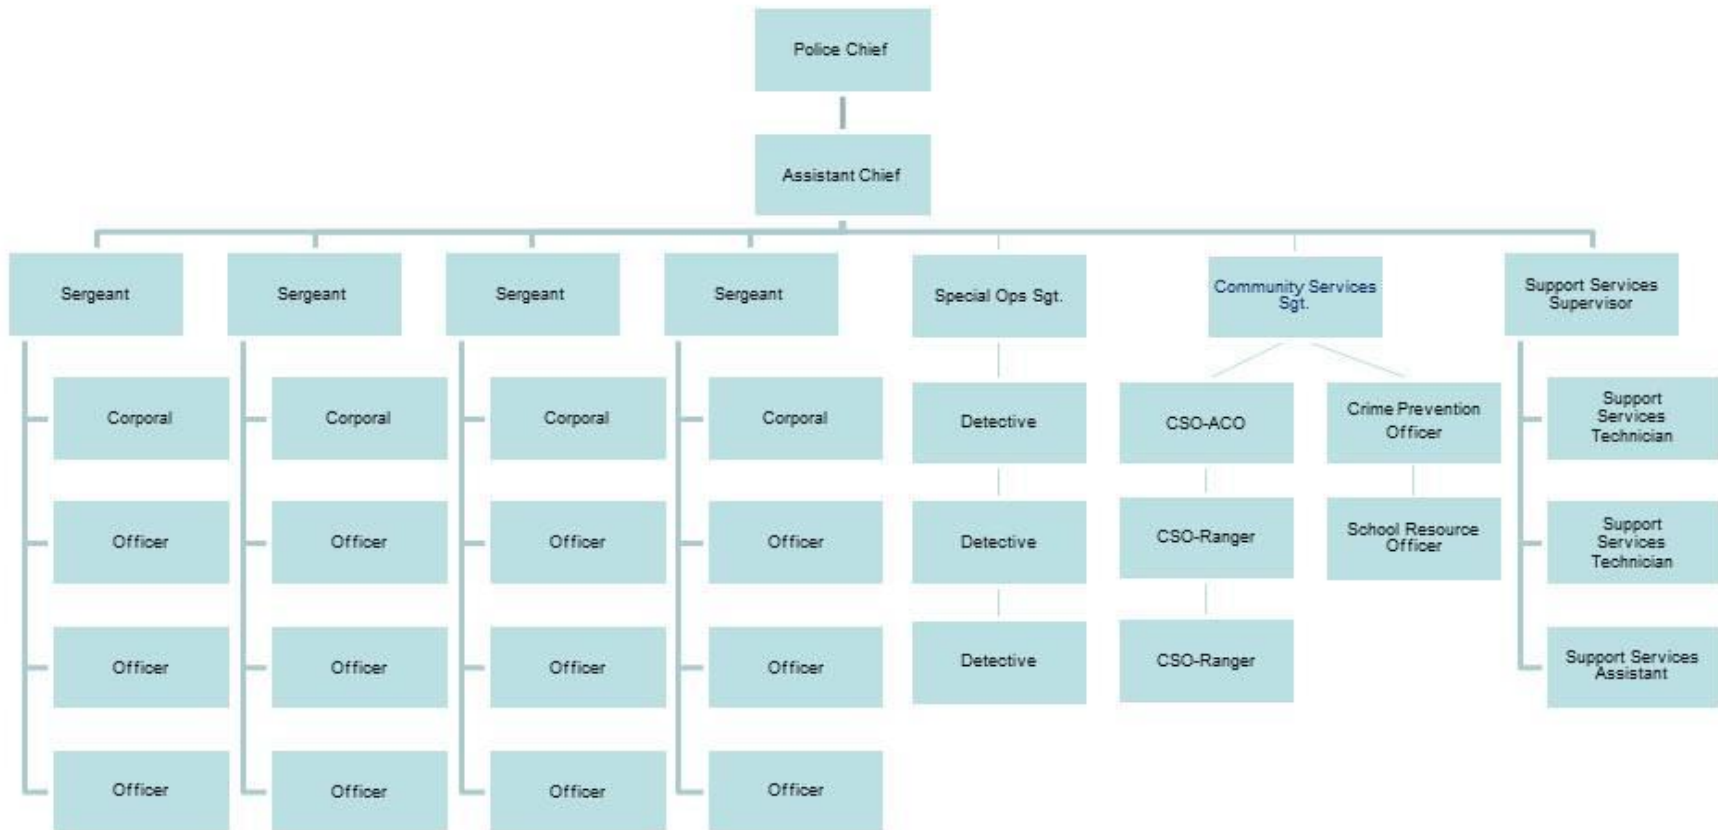 Police Chief
Assistant Chief
Sergeant
Sergeant
Sergeant
Sergeant
Special Ops Sgt.
Community Services
Sgt.
Support Services
Supervisor
Corporal
Corporal
Corporal
Corporal
Detective
CSO-ACO
Crime Prevention
Officer
Support
Services
Technician
Officer
Officer
Officer
Officer
Detective
CSO-Ranger
School Resource
Officer
Support
Services
Technician
Officer
Officer
Officer
Officer
Detective
CSO-Ranger
Support Services
Assistant
Officer
Officer
Officer
Officer